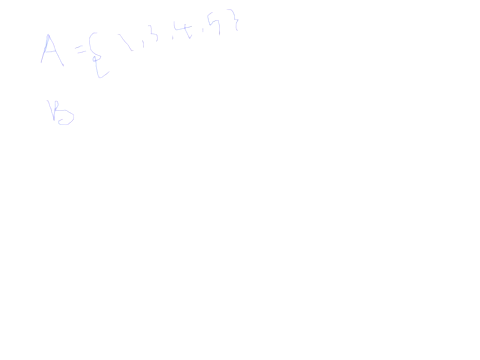 A = { 1, 3, 4, 5 }
B